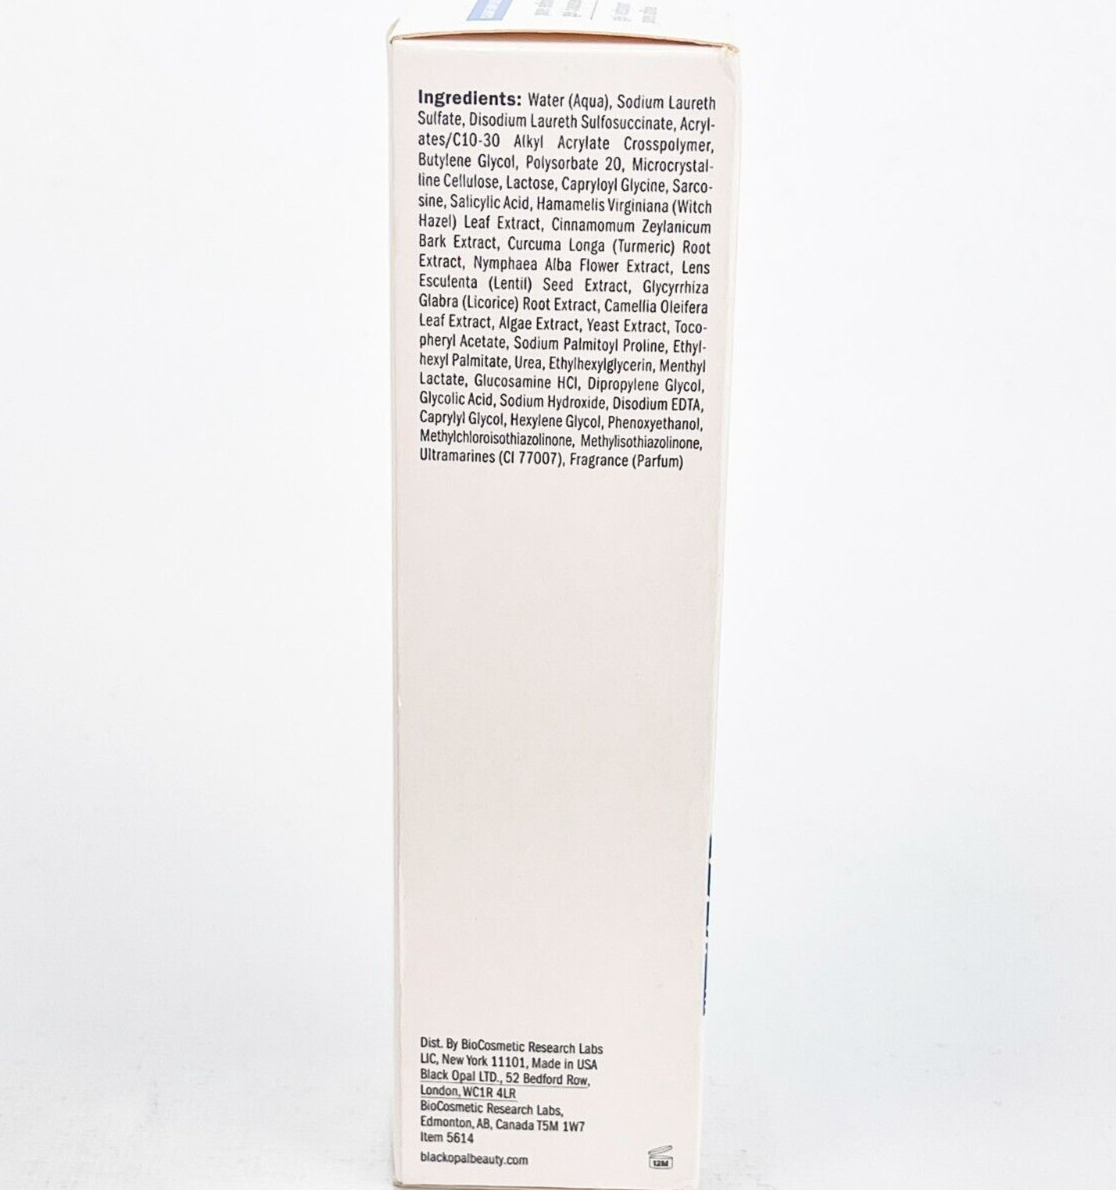 Ingredients: Water (Aqua), Sodium Laureth
Sulfate, Disodium Laureth Sulfosuccinate, Acryl-
ates/C10-30 Alkyl Acrylate Crosspolymer,
Butylene Glycol, Polysorbate 20, Microcrystal-
line Cellulose, Lactose, Capryloyl Glycine, Sarco-
sine, Salicylic Acid, Hamamelis Virginiana (Witch
Hazel) Leaf Extract, Cinnamomum Zeylanicum
Bark Extract, Curcuma Longa (Turmeric) Root
Extract, Nymphaea Alba Flower Extract, Lens
Esculenta (Lentil) Seed Extract, Glycyrrhiza
Glabra (Licorice) Root Extract, Camellia Oleifera
Leaf Extract, Algae Extract, Yeast Extract, Toco-
pheryl Acetate, Sodium Palmitoyl Proline, Ethyl-
hexyl Palmitate, Urea, Ethylhexylglycerin, Menthyl
Lactate, Glucosamine HCl, Dipropylene Glycol,
Glycolic Acid, Sodium Hydroxide, Disodium EDTA,
Caprylyl Glycol, Hexylene Glycol, Phenoxyethanol,
Methylchloroisothiazolinone, Methylisothiazolinone,
Ultramarines (CI 77007), Fragrance (Parfum)
Dist. By BioCosmetic Research Labs
LIC, New York 11101, Made in USA
Black Opal LTD., 52 Bedford Row,
London, WC1R 4LR
BioCosmetic Research Labs,
Edmonton, AB, Canada T5M 1W7
Item 5614
blackopalbeauty.com
12M